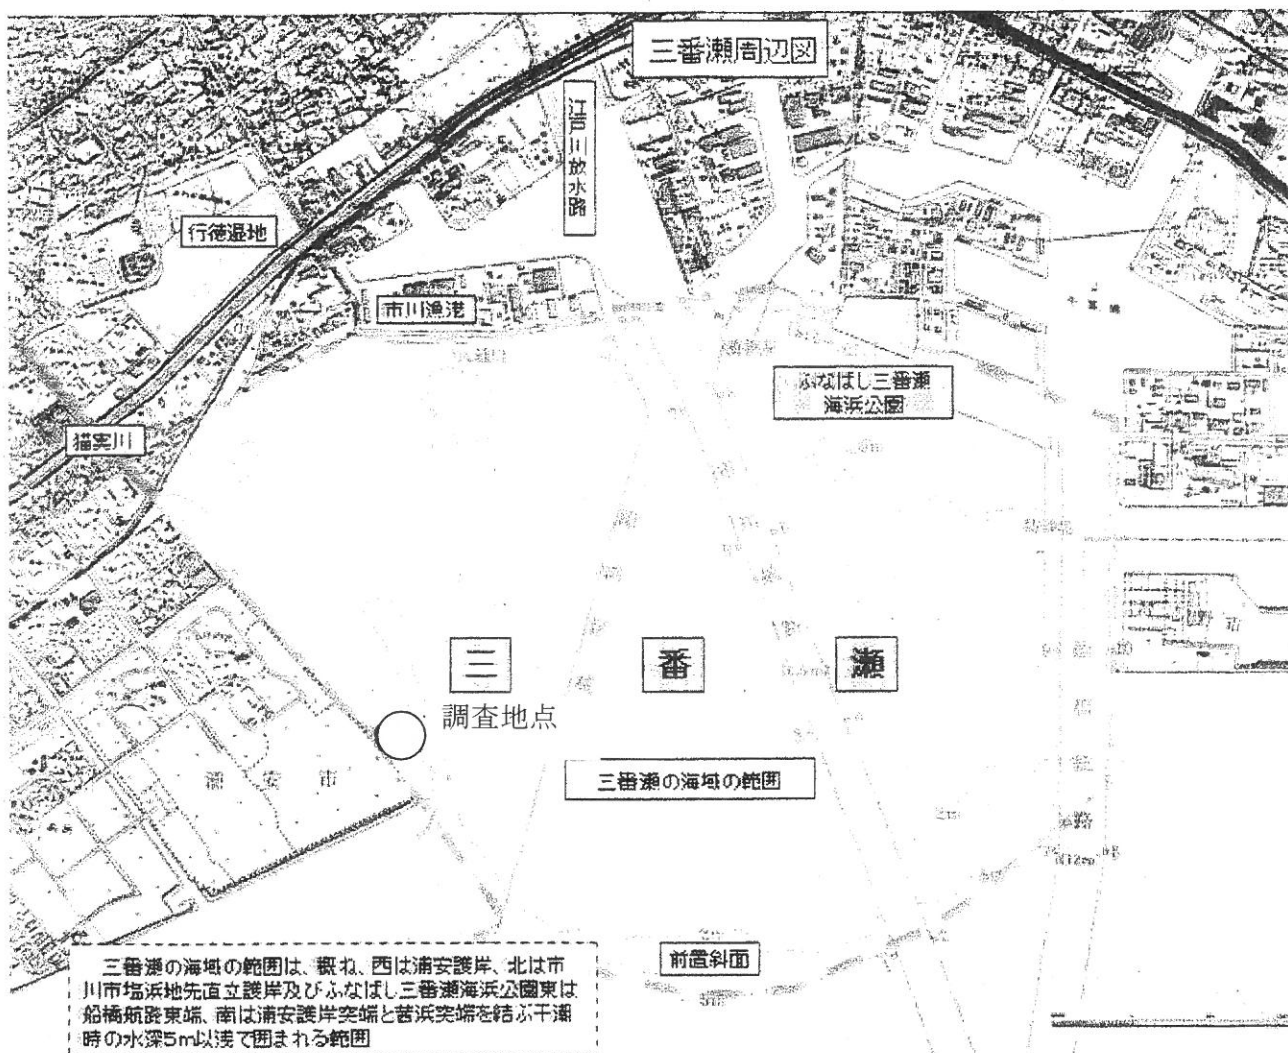 三番瀬周辺図
江戸川放水路
行徳湿地
市川漁港
ふなばし三番瀬
海浜公園
猫実川
三 番 瀬
調査地点
浦安市
三番瀬の海域の範囲
路
市
2m
12m
前置斜面
5m
三番瀬の海域の範囲は、概ね、西は浦安護岸、北は市
川市塩浜地先直立護岸及びふなばし三番瀬海浜公園東は
船橋航路東端、南は浦安護岸突端と茜浜突端を結ぶ干潮
時の水深5m以浅で囲まれる範囲